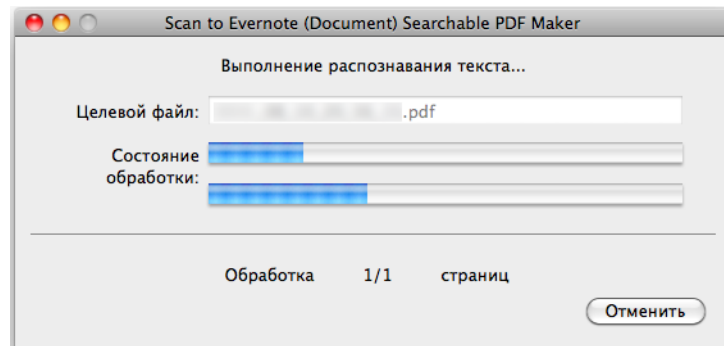 Scan to Evernote (Document) Searchable PDF Maker
Выполнение распознавания текста...
Целевой файл: .pdf
Состояние
обработки:
Обработка 1/1 страниц
Отменить